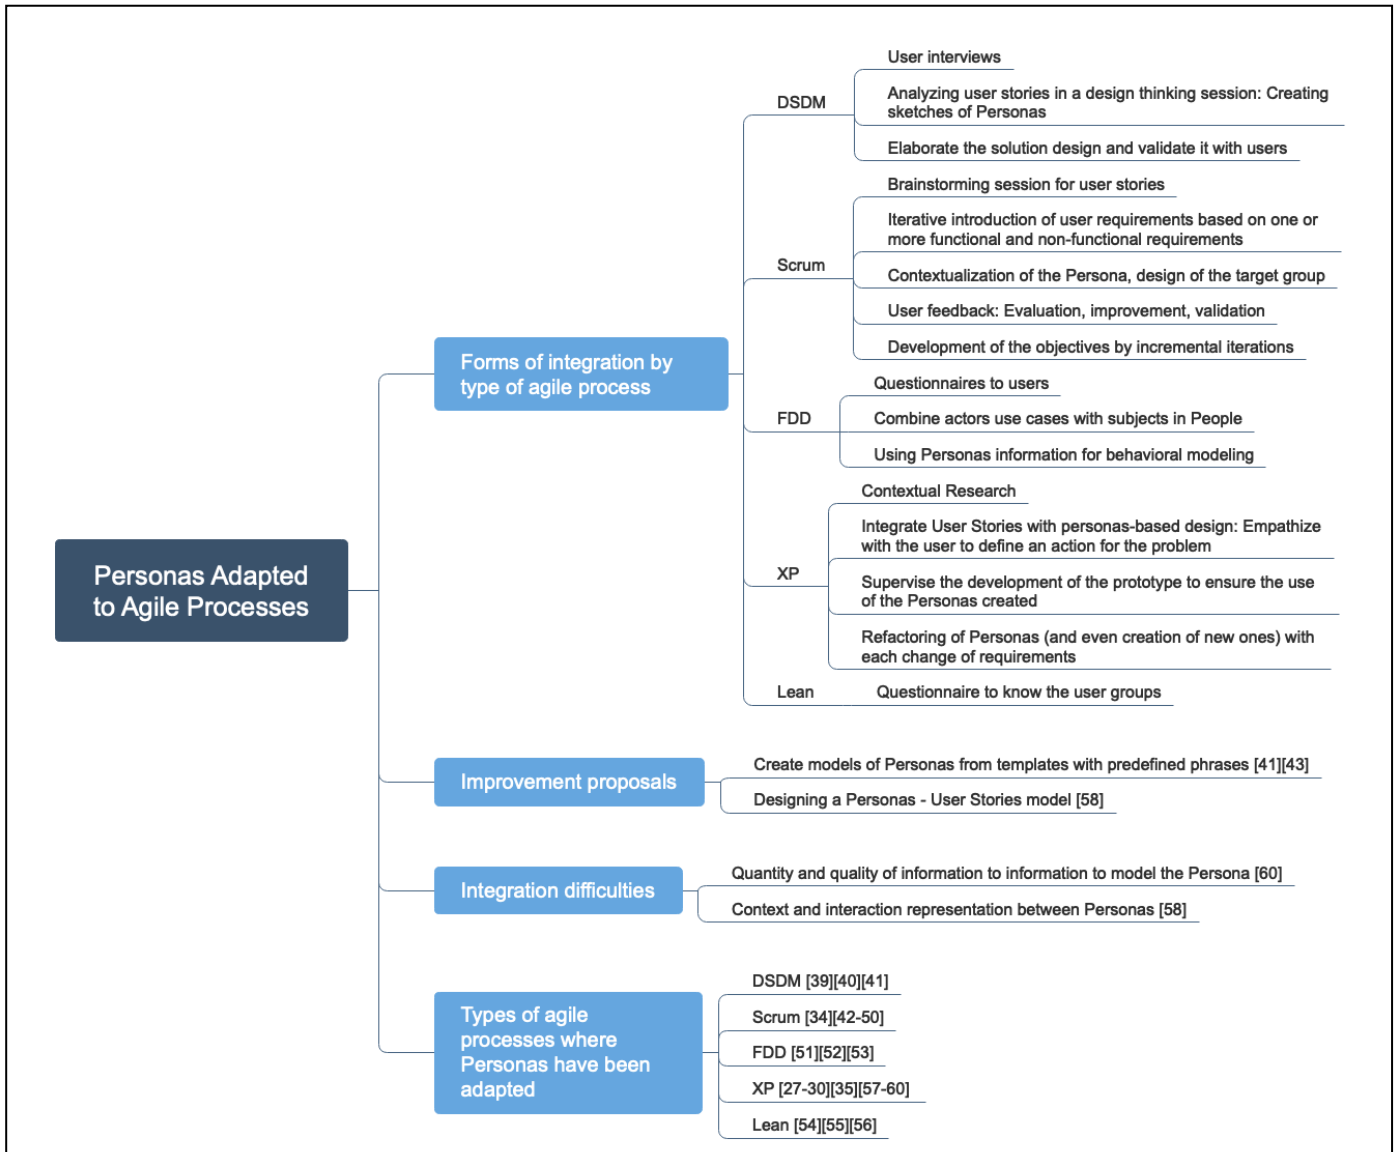 Personas Adapted
to Agile Processes
Forms of integration by
type of agile process
DSDM
User interviews
Analyzing user stories in a design thinking session: Creating
sketches of Personas
Elaborate the solution design and validate it with users
Scrum
Brainstorming session for user stories
Iterative introduction of user requirements based on one or
more functional and non-functional requirements
Contextualization of the Persona, design of the target group
User feedback: Evaluation, improvement, validation
Development of the objectives by incremental iterations
FDD
Questionnaires to users
Combine actors use cases with subjects in People
Using Personas information for behavioral modeling
XP
Contextual Research
Integrate User Stories with personas-based design: Empathize
with the user to define an action for the problem
Supervise the development of the prototype to ensure the use
of the Personas created
Refactoring of Personas (and even creation of new ones) with
each change of requirements
Lean
Questionnaire to know the user groups
Improvement proposals
Create models of Personas from templates with predefined phrases [41][43]
Designing a Personas - User Stories model [58]
Integration difficulties
Quantity and quality of information to information to model the Persona [60]
Context and interaction representation between Personas [58]
Types of agile
processes where
Personas have been
adapted
DSDM [39][40][41]
Scrum [34][42-50]
FDD [51][52][53]
XP [27-30][35][57-60]
Lean [54][55][56]